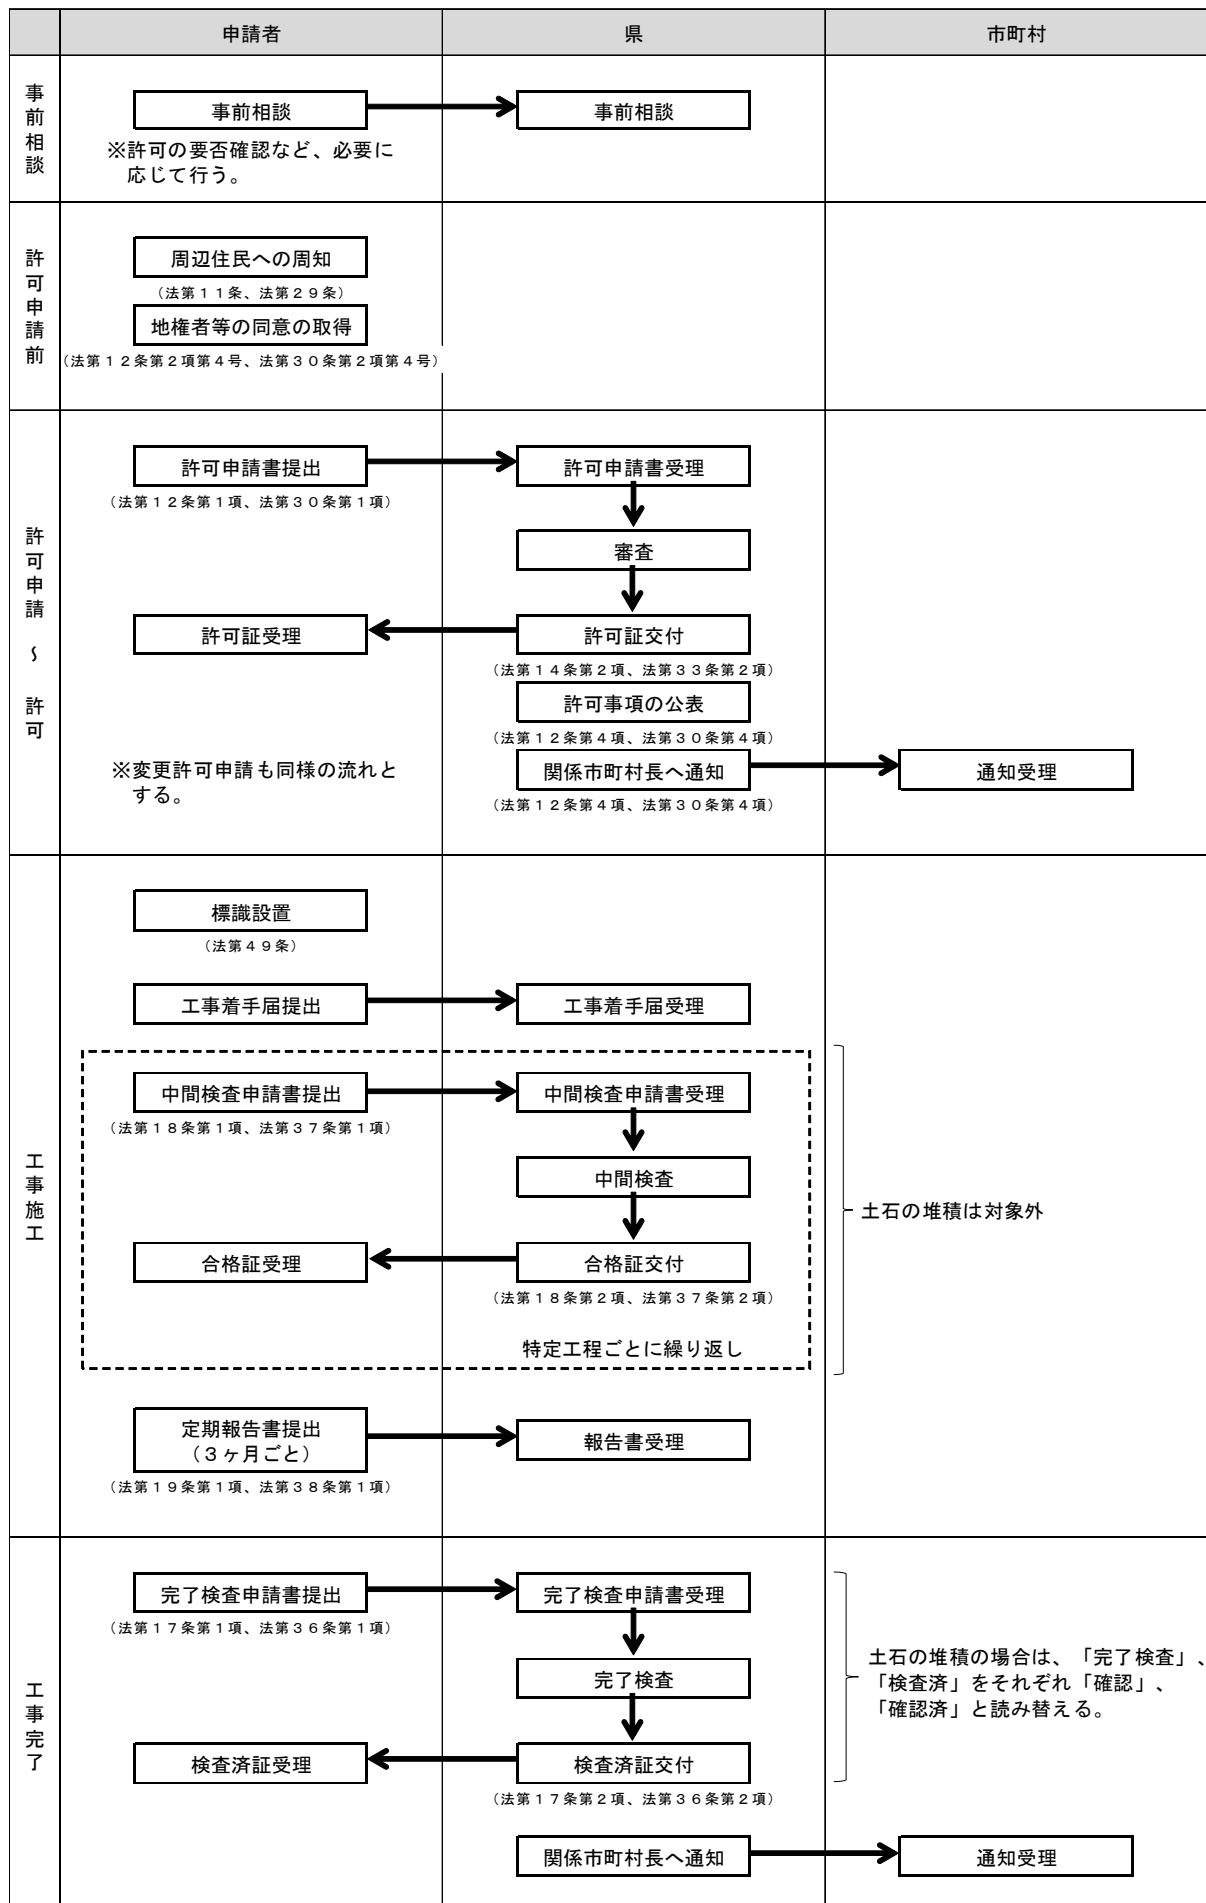 申請者
県
市町村
事前相談
事前相談
事前相談
※許可の要否確認など、必要に
応じて行う。
許可申請前
周辺住民への周知
(法第11条、法第29条)
地権者等の同意の取得
(法第12条第2項第4号、法第30条第2項第4号)
許可申請 ~ 許可
許可申請書提出
許可申請書受理
(法第12条第1項、法第30条第1項)
審査
許可証受理
許可証交付
(法第14条第2項、法第33条第2項)
許可事項の公表
(法第12条第4項、法第30条第4項)
※変更許可申請も同様の流れと
する。
関係市町村長へ通知
通知受理
(法第12条第4項、法第30条第4項)
工事施工
標識設置
(法第49条)
工事着手届提出
工事着手届受理
中間検査申請書提出
中間検査申請書受理
(法第18条第1項、法第37条第1項)
中間検査
土石の堆積は対象外
合格証受理
合格証交付
(法第18条第2項、法第37条第2項)
特定工程ごとに繰り返し
定期報告書提出
(3ヶ月ごと)
報告書受理
(法第19条第1項、法第38条第1項)
工事完了
完了検査申請書提出
完了検査申請書受理
(法第17条第1項、法第36条第1項)
完了検査
土石の堆積の場合は、「完了検査」、
「検査済」をそれぞれ「確認」、
「確認済」と読み替える。
検査済証受理
検査済証交付
(法第17条第2項、法第36条第2項)
関係市町村長へ通知
通知受理